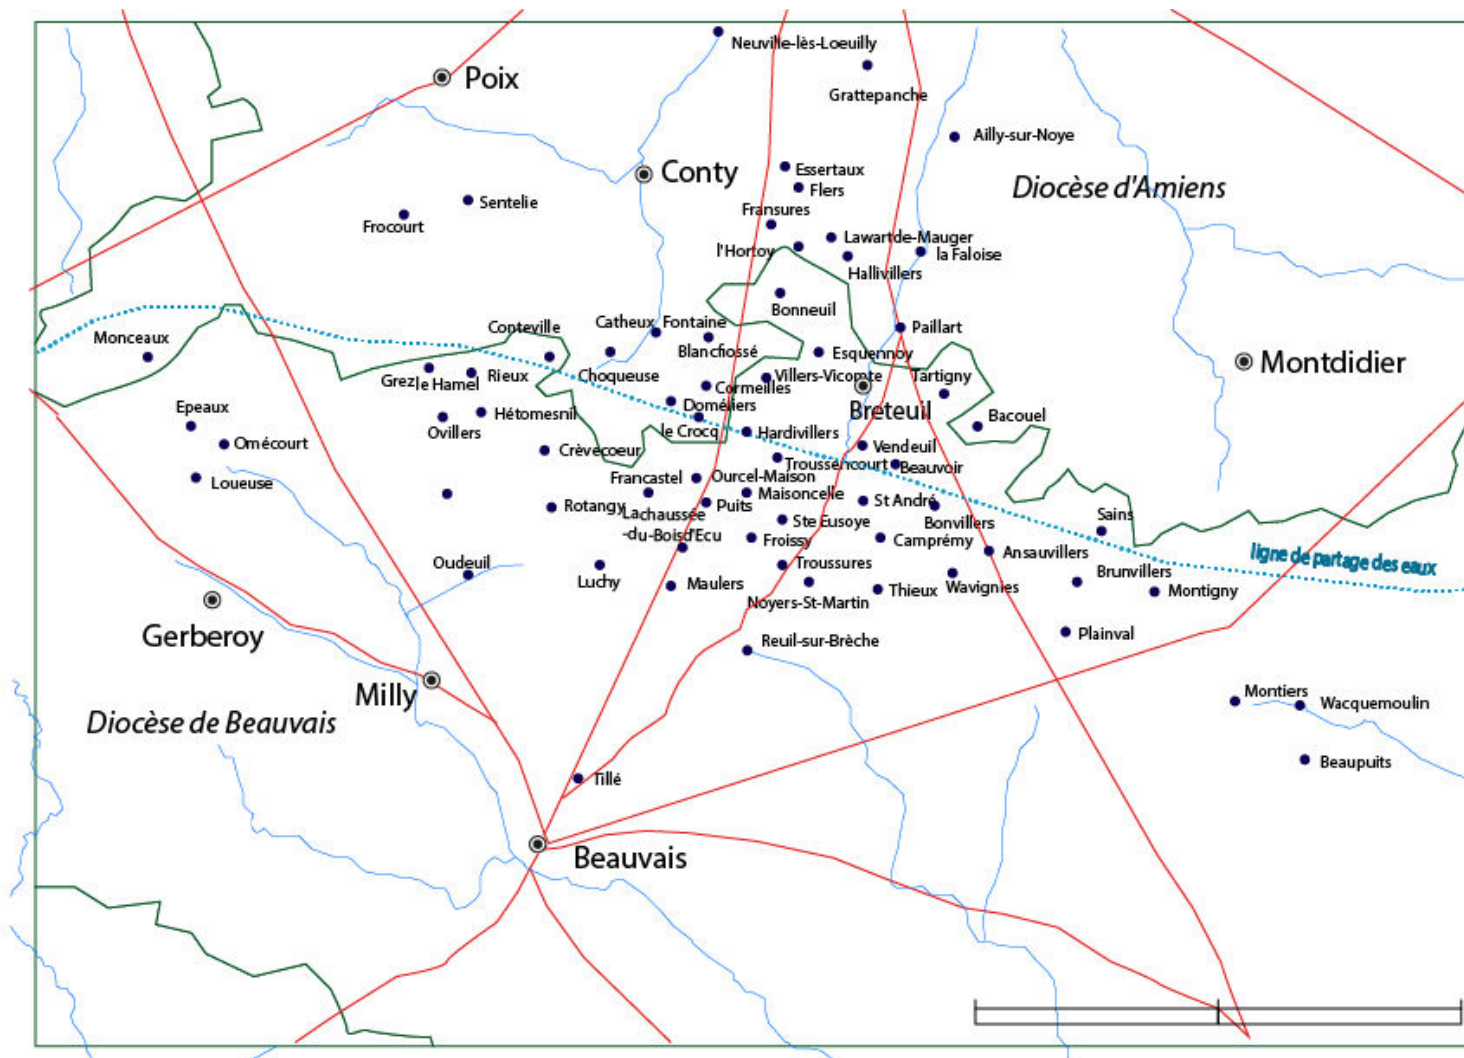 Neuville-lès-Loeuilly
Poix
Grattepanche
Ailly-sur-Noye
Conty
Essertaux
Diocèse d'Amiens
Flers
Sentelie
Fransures
Frocourt
Lawartde-Mauger
l'Hortoy
la Faloise
Hallivillers
Bonneuil
Conteville
Catheux
Fontaine
Paillart
Monceaux
Blancfossé
Esquennoy
Montdidier
Grez
le Hamel
Rieux
Choqueuse
Villers-Vicomte
Tartigny
Cormeilles
Doméliers
Breteuil
Epeaux
Hétomesnil
Bacouel
Ovillers
le Crocq
Hardivillers
Omécourt
Crèvecoeur
Vendeuil
Troussencourt
Beauvoir
Loueuse
Francastel
Ourcel-Maison
Maisoncelle
Rotangy
La chaussée
-du-Boisd'Ecu
Puits
St André
Sains
Ste Eusoye
Bonvillers
Froissy
Camprémy
Ansauvillers
ligne de partage des eaux
Oudeuil
Luchy
Maulers
Troussures
Brunvillers
Noyers-St-Martin
Thieux
Wavignies
Montigny
Gerberoy
Reuil-sur-Brèche
Plainval
Milly
Montiers
Wacquemoulin
Diocèse de Beauvais
Beaupuits
Tillé
Beauvais